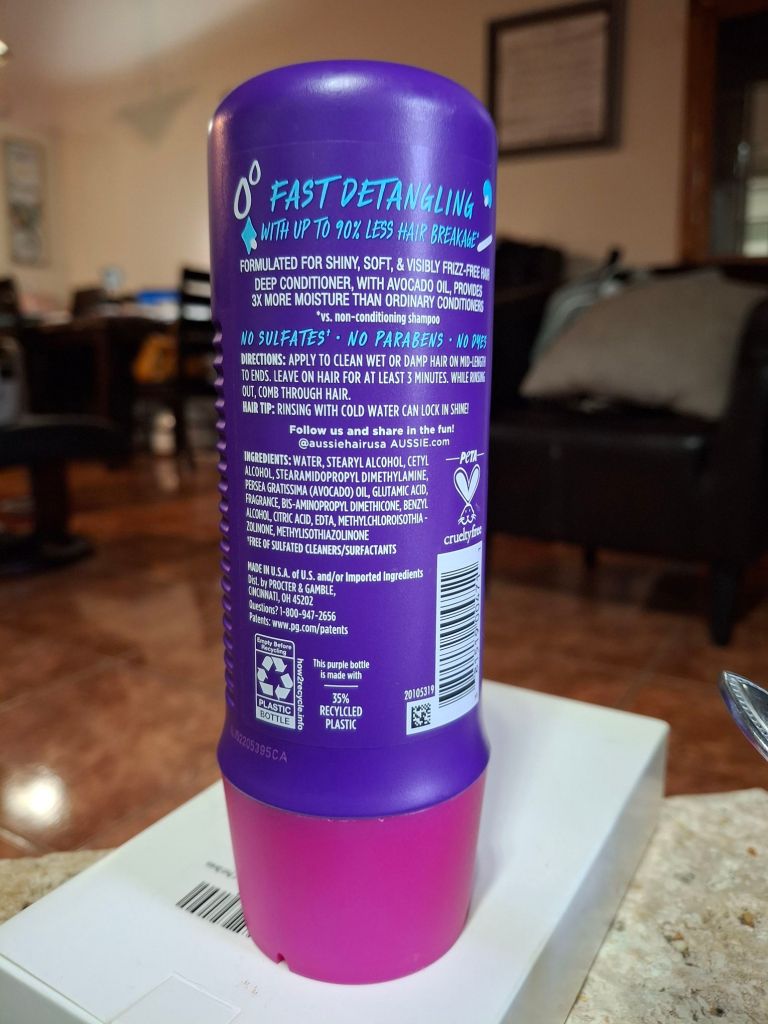 FAST DETANGLING
WITH UP TO 90% LESS HAIR BREAKAGE*
FORMULATED FOR SHINY, SOFT, & VISIBLY FRIZZ-FREE HAIR
DEEP CONDITIONER, WITH AVOCADO OIL, PROVIDES
3X MORE MOISTURE THAN ORDINARY CONDITIONERS
*vs. non-conditioning shampoo
NO SULFATES† · NO PARABENS · NO DYES
DIRECTIONS: APPLY TO CLEAN WET OR DAMP HAIR ON MID-LENGTH
TO ENDS. LEAVE ON HAIR FOR AT LEAST 3 MINUTES. WHILE RINSING
OUT, COMB THROUGH HAIR.
HAIR TIP: RINSING WITH COLD WATER CAN LOCK IN SHINE!
Follow us and share in the fun!
@aussiehairusa AUSSIE.com
INGREDIENTS: WATER, STEARYL ALCOHOL, CETYL
ALCOHOL, STEARAMIDOPROPYL DIMETHYLAMINE,
PERSEA GRATISSIMA (AVOCADO) OIL, GLUTAMIC ACID,
FRAGRANCE, BIS-AMINOPROPYL DIMETHICONE, BENZYL
ALCOHOL, CITRIC ACID, EDTA, METHYLCHLOROISOTHIA-
ZOLINONE, METHYLISOTHIAZOLINONE
†FREE OF SULFATED CLEANERS/SURFACTANTS
PETA
crueltyfree
MADE IN U.S.A. of U.S. and/or Imported Ingredients
Dist. by PROCTER & GAMBLE,
CINCINNATI, OH 45202
Questions? 1-800-947-2656
Patents: www.pg.com/patents
Empty Before
Recycling
PLASTIC
BOTTLE
how2recycle.info
This purple bottle
is made with
35%
RECYLCLED
PLASTIC
20105319